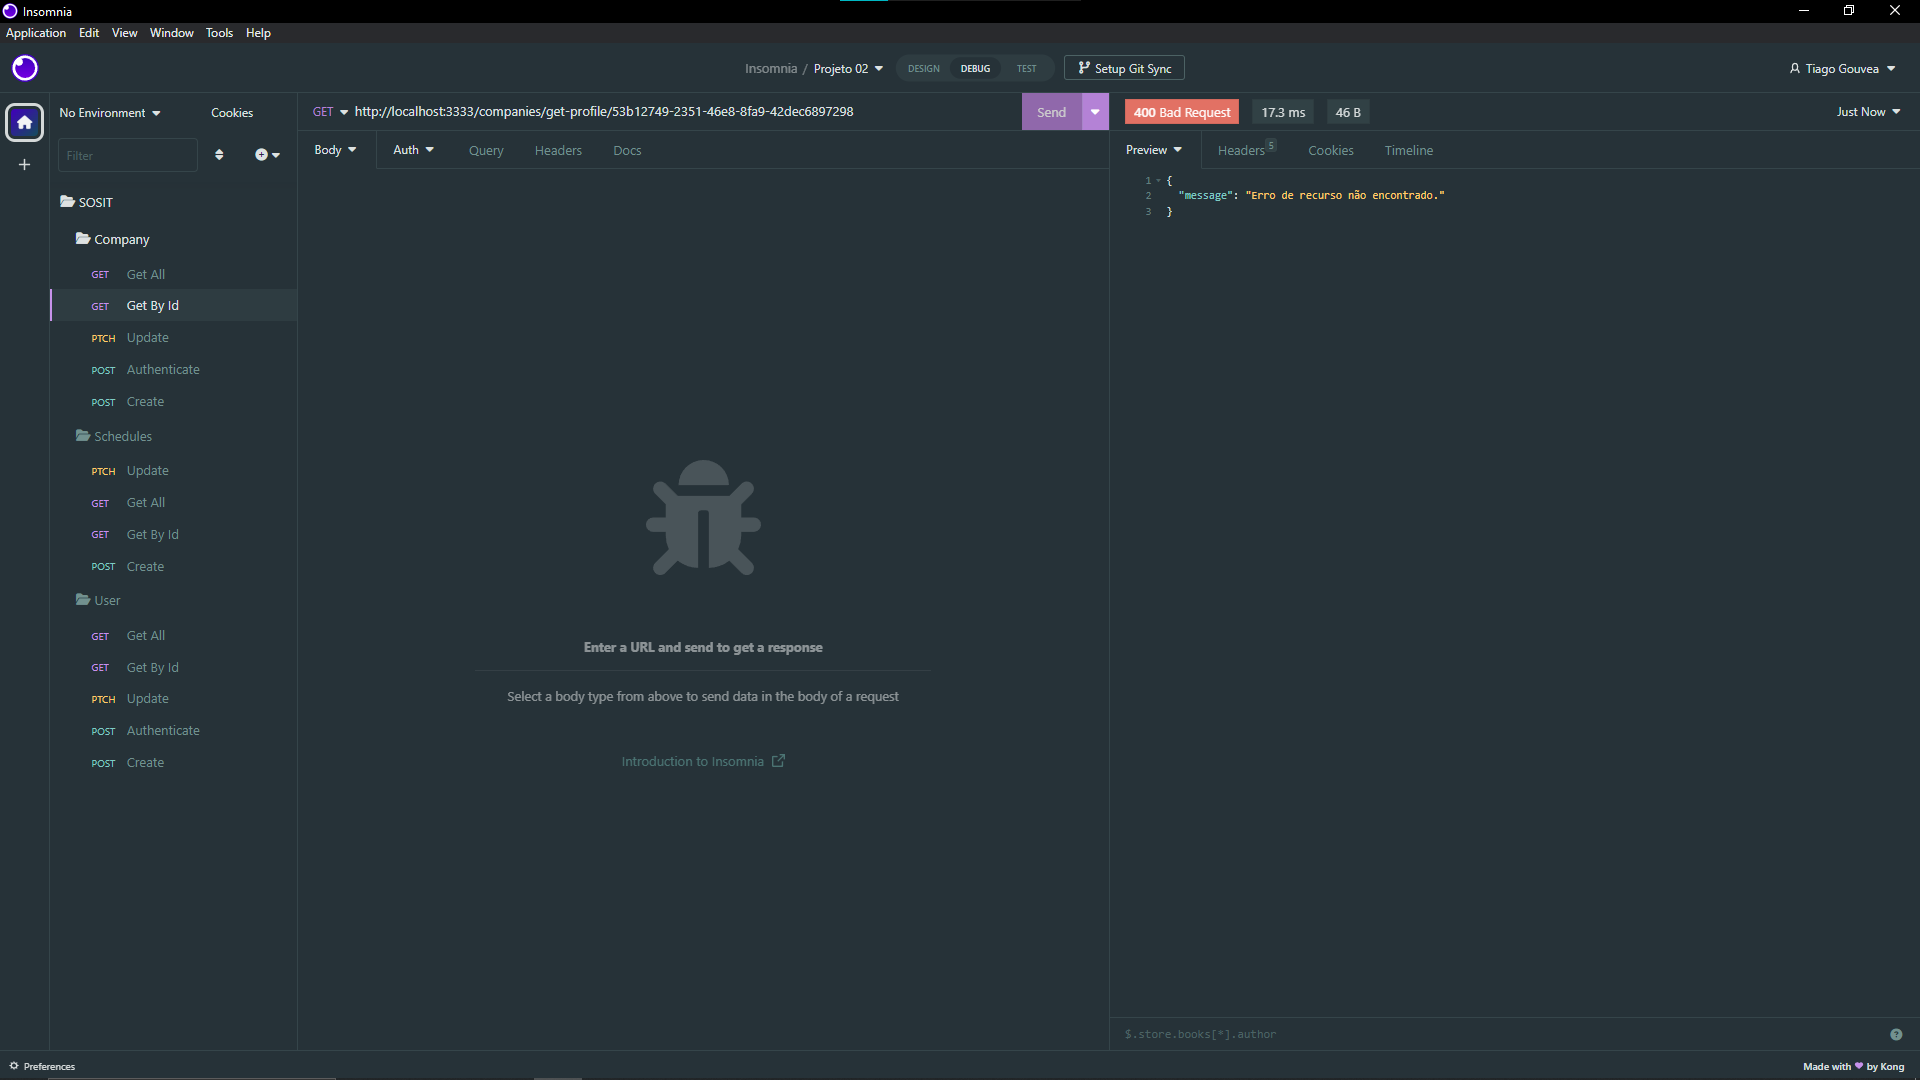 Insomnia
Application Edit View Window Tools Help
Insomnia / Projeto 02 DESIGN DEBUG TEST Setup Git Sync Tiago Gouvea
No Environment Cookies
Filter
SOSIT
Company
GET Get All
GET Get By Id
PTCH Update
POST Authenticate
POST Create
Schedules
PTCH Update
GET Get All
GET Get By Id
POST Create
User
GET Get All
GET Get By Id
PTCH Update
POST Authenticate
POST Create
GET http://localhost:3333/companies/get-profile/53b12749-2351-46e8-8fa9-42dec6897298 Send
Body Auth Query Headers Docs
Enter a URL and send to get a response
Select a body type from above to send data in the body of a request
Introduction to Insomnia
400 Bad Request 17.3 ms 46 B Just Now
Preview Headers 5 Cookies Timeline
1 {
2 "message": "Erro de recurso não encontrado."
3 }
$.store.books[*].author ?
Preferences
Made with ♥ by Kong